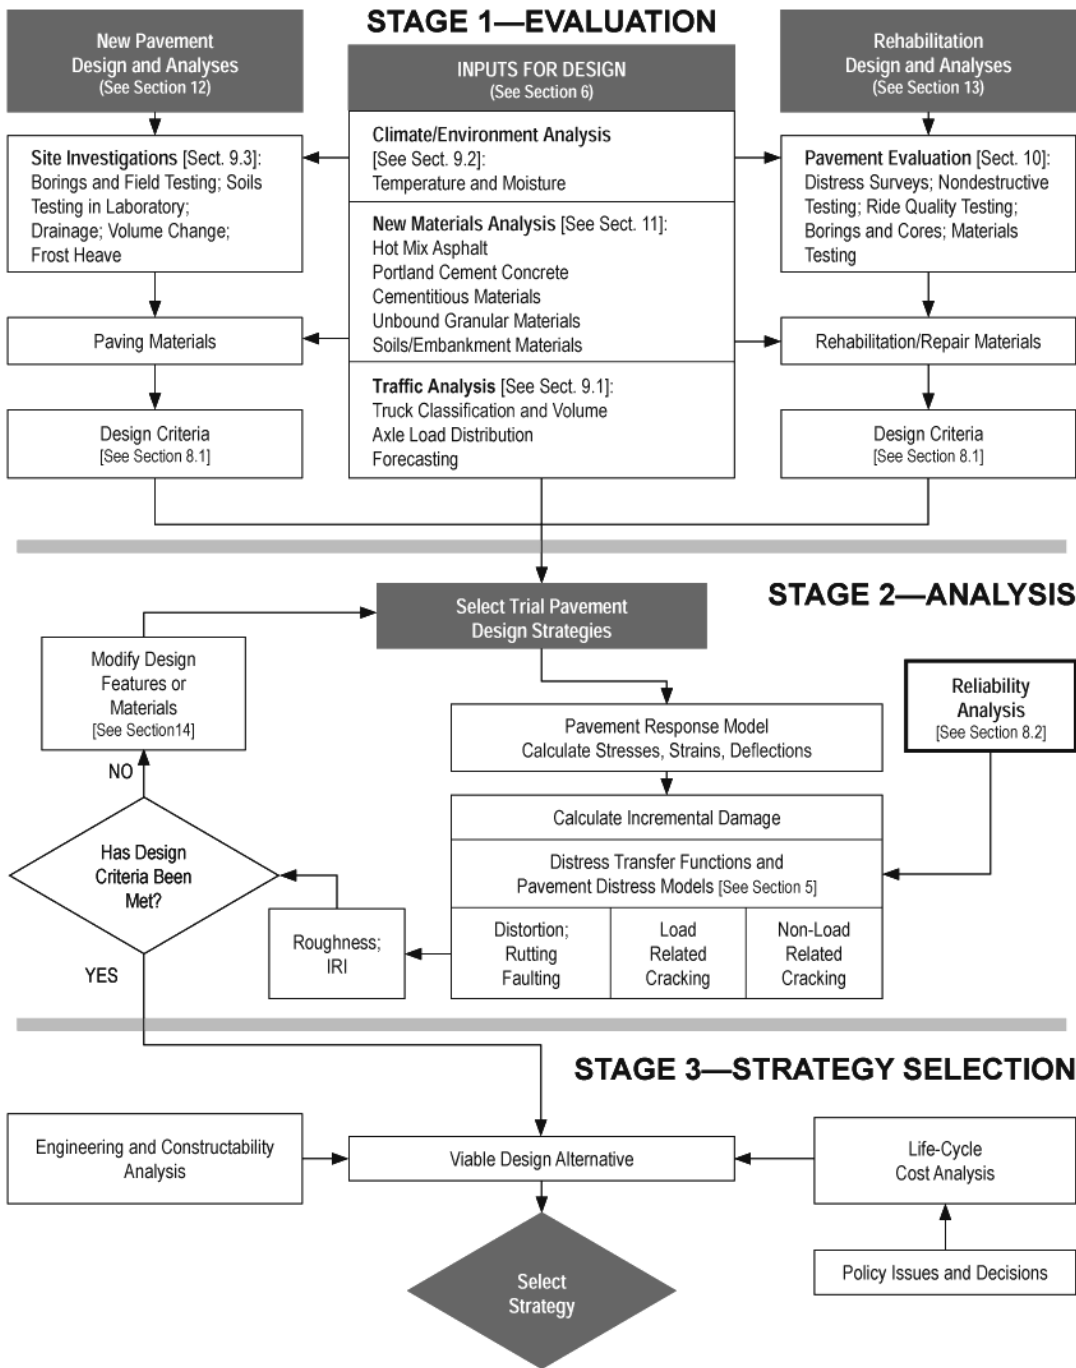 STAGE 1—EVALUATION
New Pavement
Design and Analyses
(See Section 12)
INPUTS FOR DESIGN
(See Section 6)
Rehabilitation
Design and Analyses
(See Section 13)
Site Investigations [Sect. 9.3]:
Borings and Field Testing; Soils
Testing in Laboratory;
Drainage; Volume Change;
Frost Heave
Climate/Environment Analysis
[See Sect. 9.2]:
Temperature and Moisture
Pavement Evaluation [Sect. 10]:
Distress Surveys; Nondestructive
Testing; Ride Quality Testing;
Borings and Cores; Materials
Testing
New Materials Analysis [See Sect. 11]:
Hot Mix Asphalt
Portland Cement Concrete
Cementitious Materials
Unbound Granular Materials
Soils/Embankment Materials
Paving Materials
Rehabilitation/Repair Materials
Traffic Analysis [See Sect. 9.1]:
Truck Classification and Volume
Axle Load Distribution
Forecasting
Design Criteria
[See Section 8.1]
Design Criteria
[See Section 8.1]
STAGE 2—ANALYSIS
Select Trial Pavement
Design Strategies
Modify Design
Features or
Materials
[See Section14]
Reliability
Analysis
[See Section 8.2]
Pavement Response Model
Calculate Stresses, Strains, Deflections
NO
Calculate Incremental Damage
Has Design
Criteria Been
Met?
Distress Transfer Functions and
Pavement Distress Models [See Section 5]
Roughness;
IRI
Distortion;
Rutting
Faulting
Load
Related
Cracking
Non-Load
Related
Cracking
YES
STAGE 3—STRATEGY SELECTION
Engineering and Constructability
Analysis
Viable Design Alternative
Life-Cycle
Cost Analysis
Policy Issues and Decisions
Select
Strategy